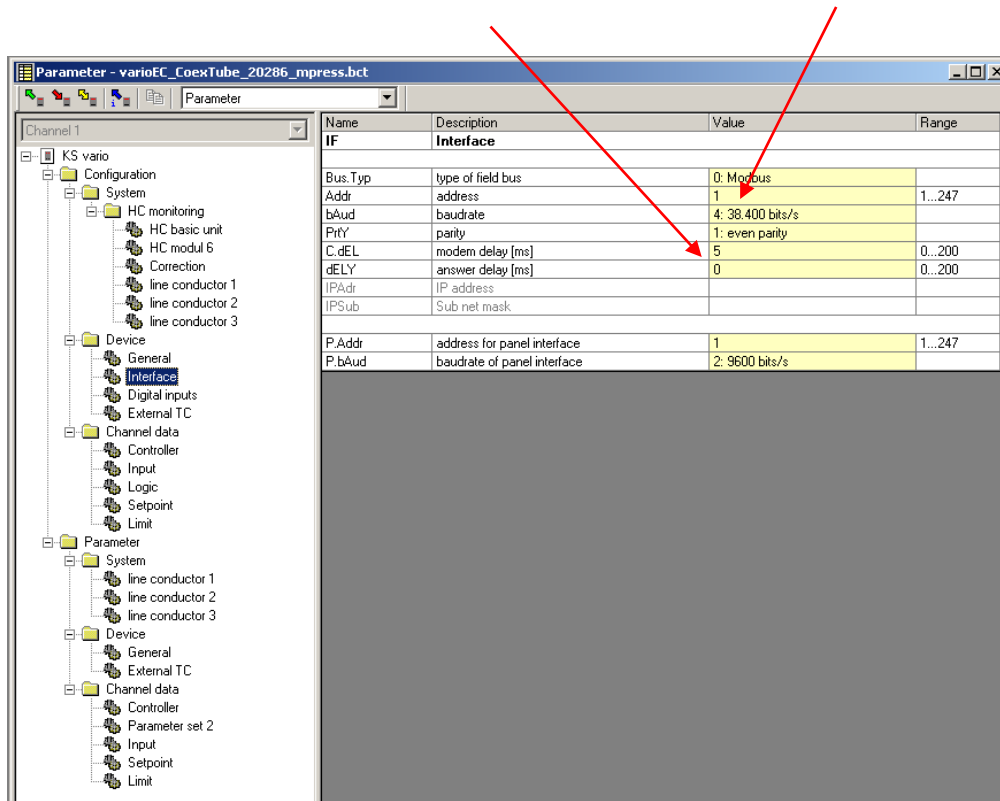 Parameter - varioEC_CoexTube_20286_mpress.bct
Parameter
Channel 1
KS vario
Configuration
System
HC monitoring
HC basic unit
HC modul 6
Correction
line conductor 1
line conductor 2
line conductor 3
Device
General
Interface
Digital inputs
External TC
Channel data
Controller
Input
Logic
Setpoint
Limit
Parameter
System
line conductor 1
line conductor 2
line conductor 3
Device
General
External TC
Channel data
Controller
Parameter set 2
Input
Setpoint
Limit
Name Description Value Range
IF Interface
Bus.Typ type of field bus 0: Modbus
Addr address 1 1...247
bAud baudrate 4: 38.400 bits/s
PrtY parity 1: even parity
C.dEL modem delay [ms] 5 0...200
dELY answer delay [ms] 0 0...200
IPAdr IP address
IPSub Sub net mask
P.Addr address for panel interface 1 1...247
P.bAud baudrate of panel interface 2: 9600 bits/s